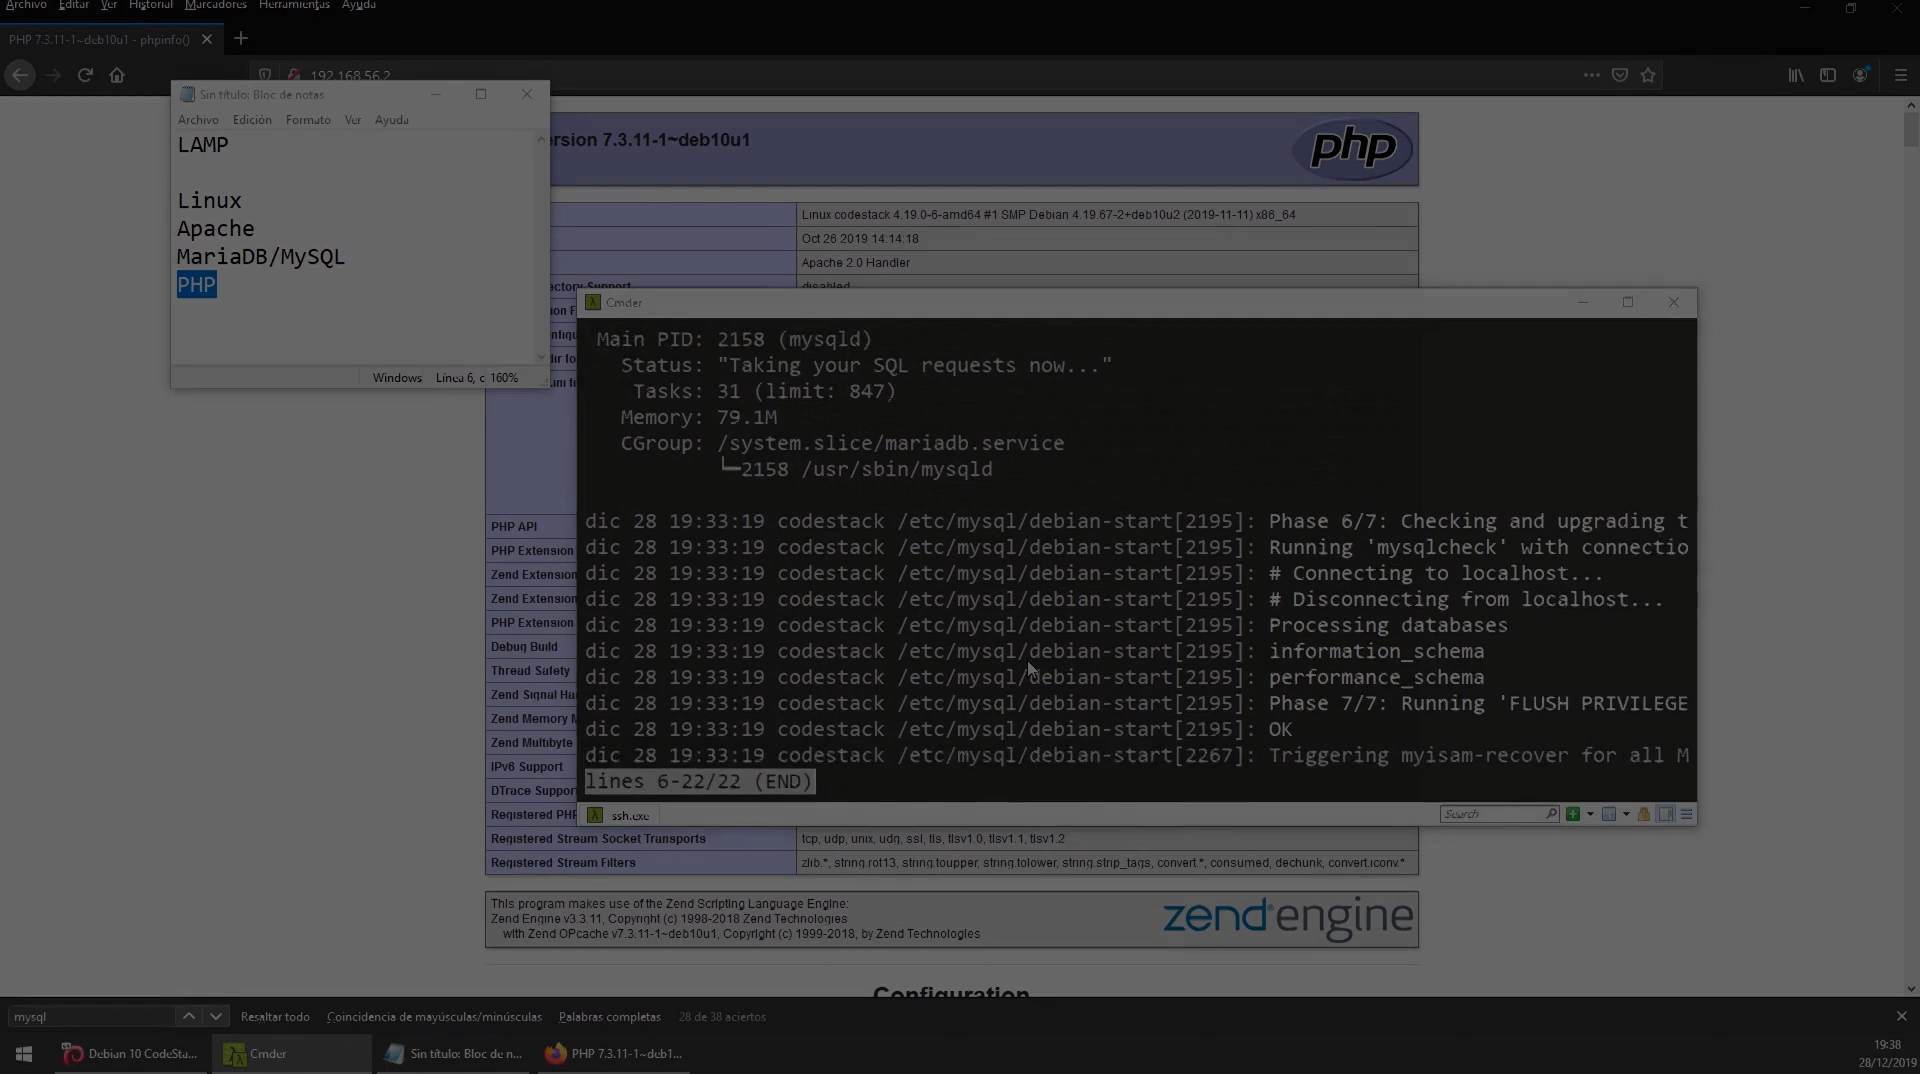 Archivo Editar Ver Historial Marcadores Herramientas Ayuda
PHP 7.3.11-1~deb10u1 - phpinfo()
192.168.56.2
Sin título: Bloc de notas
Archivo Edición Formato Ver Ayuda
LAMP
Linux
Apache
MariaDB/MySQL
PHP
Windows Línea 6, c 160%
ersion 7.3.11-1~deb10u1
php
Linux codestack 4.19.0-6-amd64 #1 SMP Debian 4.19.67-2+deb10u2 (2019-11-11) x86_64
Oct 26 2019 14:14:18
Apache 2.0 Handler
ectory Support disabled
Cmder
Main PID: 2158 (mysqld)
Status: "Taking your SQL requests now..."
Tasks: 31 (limit: 847)
Memory: 79.1M
CGroup: /system.slice/mariadb.service
└─2158 /usr/sbin/mysqld
dic 28 19:33:19 codestack /etc/mysql/debian-start[2195]: Phase 6/7: Checking and upgrading t
dic 28 19:33:19 codestack /etc/mysql/debian-start[2195]: Running 'mysqlcheck' with connectio
dic 28 19:33:19 codestack /etc/mysql/debian-start[2195]: # Connecting to localhost...
dic 28 19:33:19 codestack /etc/mysql/debian-start[2195]: # Disconnecting from localhost...
dic 28 19:33:19 codestack /etc/mysql/debian-start[2195]: Processing databases
dic 28 19:33:19 codestack /etc/mysql/debian-start[2195]: information_schema
dic 28 19:33:19 codestack /etc/mysql/debian-start[2195]: performance_schema
dic 28 19:33:19 codestack /etc/mysql/debian-start[2195]: Phase 7/7: Running 'FLUSH PRIVILEGE
dic 28 19:33:19 codestack /etc/mysql/debian-start[2195]: OK
dic 28 19:33:19 codestack /etc/mysql/debian-start[2267]: Triggering myisam-recover for all M
lines 6-22/22 (END)
ssh.exe
Search
PHP API
PHP Extension
Zend Extension
Zend Extension
PHP Extension
Debug Build
Thread Safety
Zend Signal Ha
Zend Memory M
Zend Multibyte
IPv6 Support
DTrace Support
Registered PHP
Registered Stream Socket Transports tcp, udp, unix, udg, ssl, tls, tlsv1.0, tlsv1.1, tlsv1.2
Registered Stream Filters zlib.*, string.rot13, string.toupper, string.tolower, string.strip_tags, convert.*, consumed, dechunk, convert.iconv.*
This program makes use of the Zend Scripting Language Engine:
Zend Engine v3.3.11, Copyright (c) 1998-2018 Zend Technologies
with Zend OPcache v7.3.11-1~deb10u1, Copyright (c) 1999-2018, by Zend Technologies
zend engine
Configuration
mysql Resaltar todo Coincidencia de mayúsculas/minúsculas Palabras completas 28 de 38 aciertos
Debian 10 CodeSta... Cmder Sin título: Bloc de n... PHP 7.3.11-1~deb1...
19:38
28/12/2019